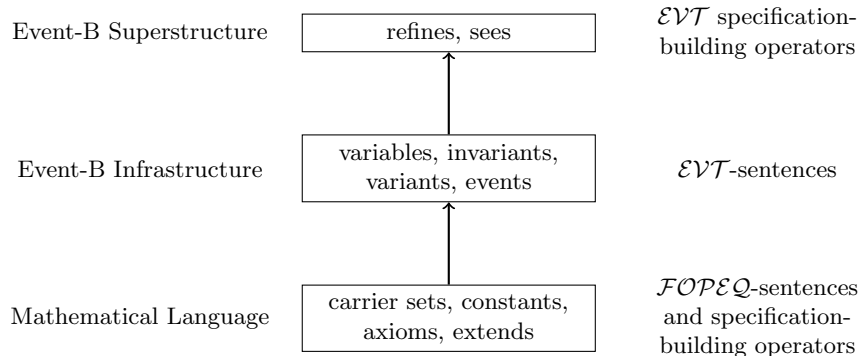 Event-B Superstructure
refines, sees
ℰ𝒱𝒯 specification-
building operators
Event-B Infrastructure
variables, invariants,
variants, events
ℰ𝒱𝒯-sentences
Mathematical Language
carrier sets, constants,
axioms, extends
ℱ𝒪𝒫ℰ𝒬-sentences
and specification-
building operators